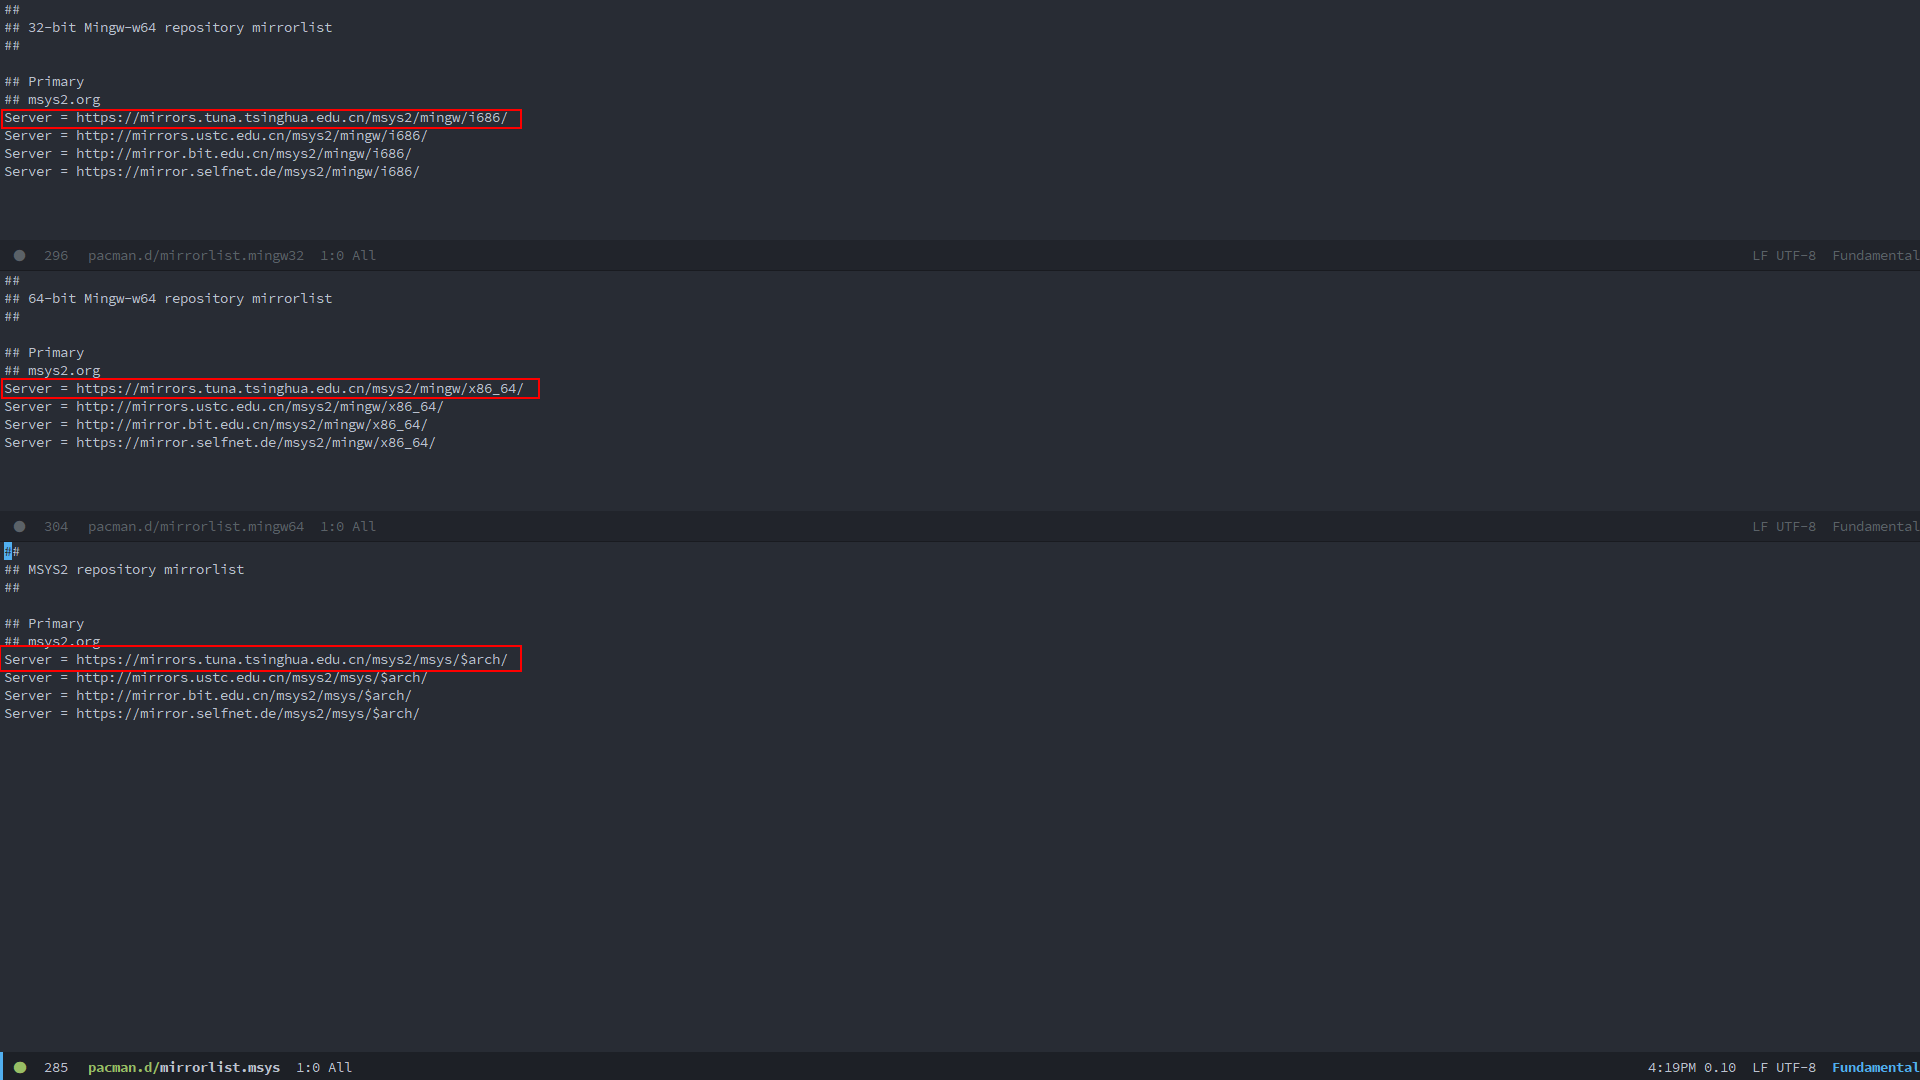 ##
## 32-bit Mingw-w64 repository mirrorlist
##
## Primary
## msys2.org
Server = https://mirrors.tuna.tsinghua.edu.cn/msys2/mingw/i686/
Server = http://mirrors.ustc.edu.cn/msys2/mingw/i686/
Server = http://mirror.bit.edu.cn/msys2/mingw/i686/
Server = https://mirror.selfnet.de/msys2/mingw/i686/
296 pacman.d/mirrorlist.mingw32 1:0 All LF UTF-8 Fundamental
##
## 64-bit Mingw-w64 repository mirrorlist
##
## Primary
## msys2.org
Server = https://mirrors.tuna.tsinghua.edu.cn/msys2/mingw/x86_64/
Server = http://mirrors.ustc.edu.cn/msys2/mingw/x86_64/
Server = http://mirror.bit.edu.cn/msys2/mingw/x86_64/
Server = https://mirror.selfnet.de/msys2/mingw/x86_64/
304 pacman.d/mirrorlist.mingw64 1:0 All LF UTF-8 Fundamental
##
## MSYS2 repository mirrorlist
##
## Primary
## msys2.org
Server = https://mirrors.tuna.tsinghua.edu.cn/msys2/msys/$arch/
Server = http://mirrors.ustc.edu.cn/msys2/msys/$arch/
Server = http://mirror.bit.edu.cn/msys2/msys/$arch/
Server = https://mirror.selfnet.de/msys2/msys/$arch/
285 pacman.d/mirrorlist.msys 1:0 All 4:19PM 0.10 LF UTF-8 Fundamental